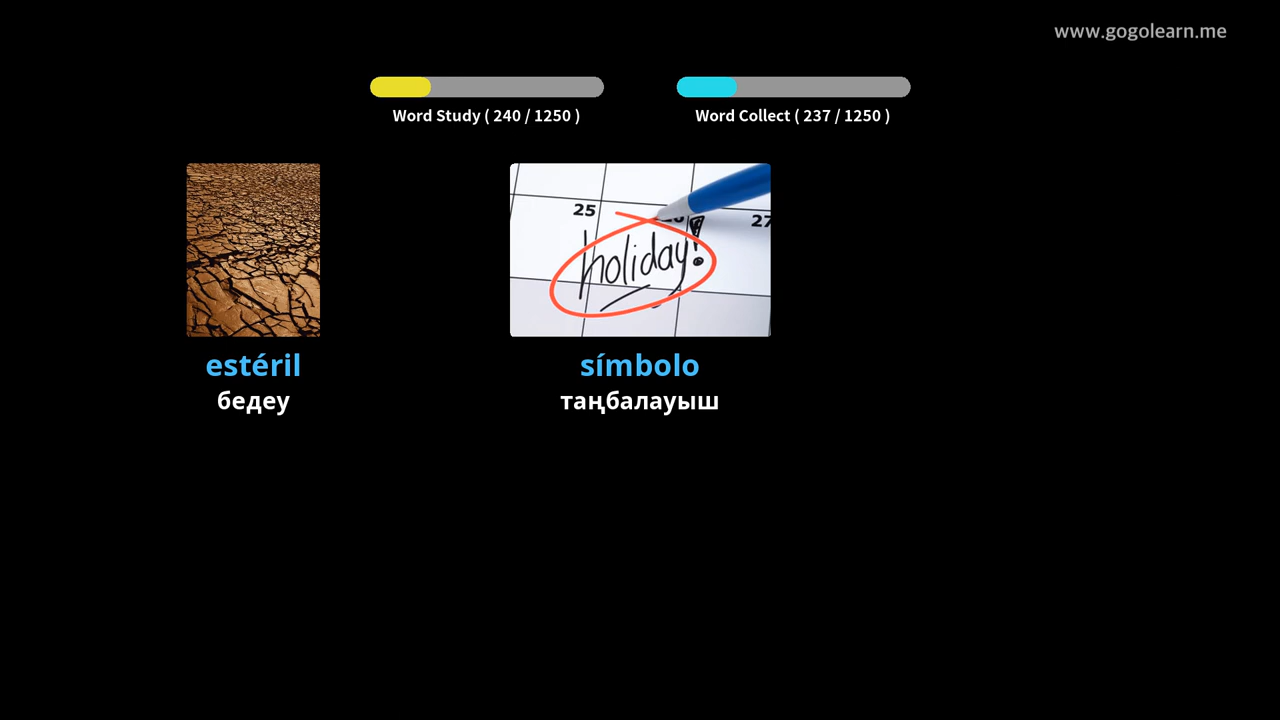 www.gogolearn.me
Word Study ( 240 / 1250 )
Word Collect ( 237 / 1250 )
25
27
holiday!
estéril
símbolo
бедеу
таңбалауыш